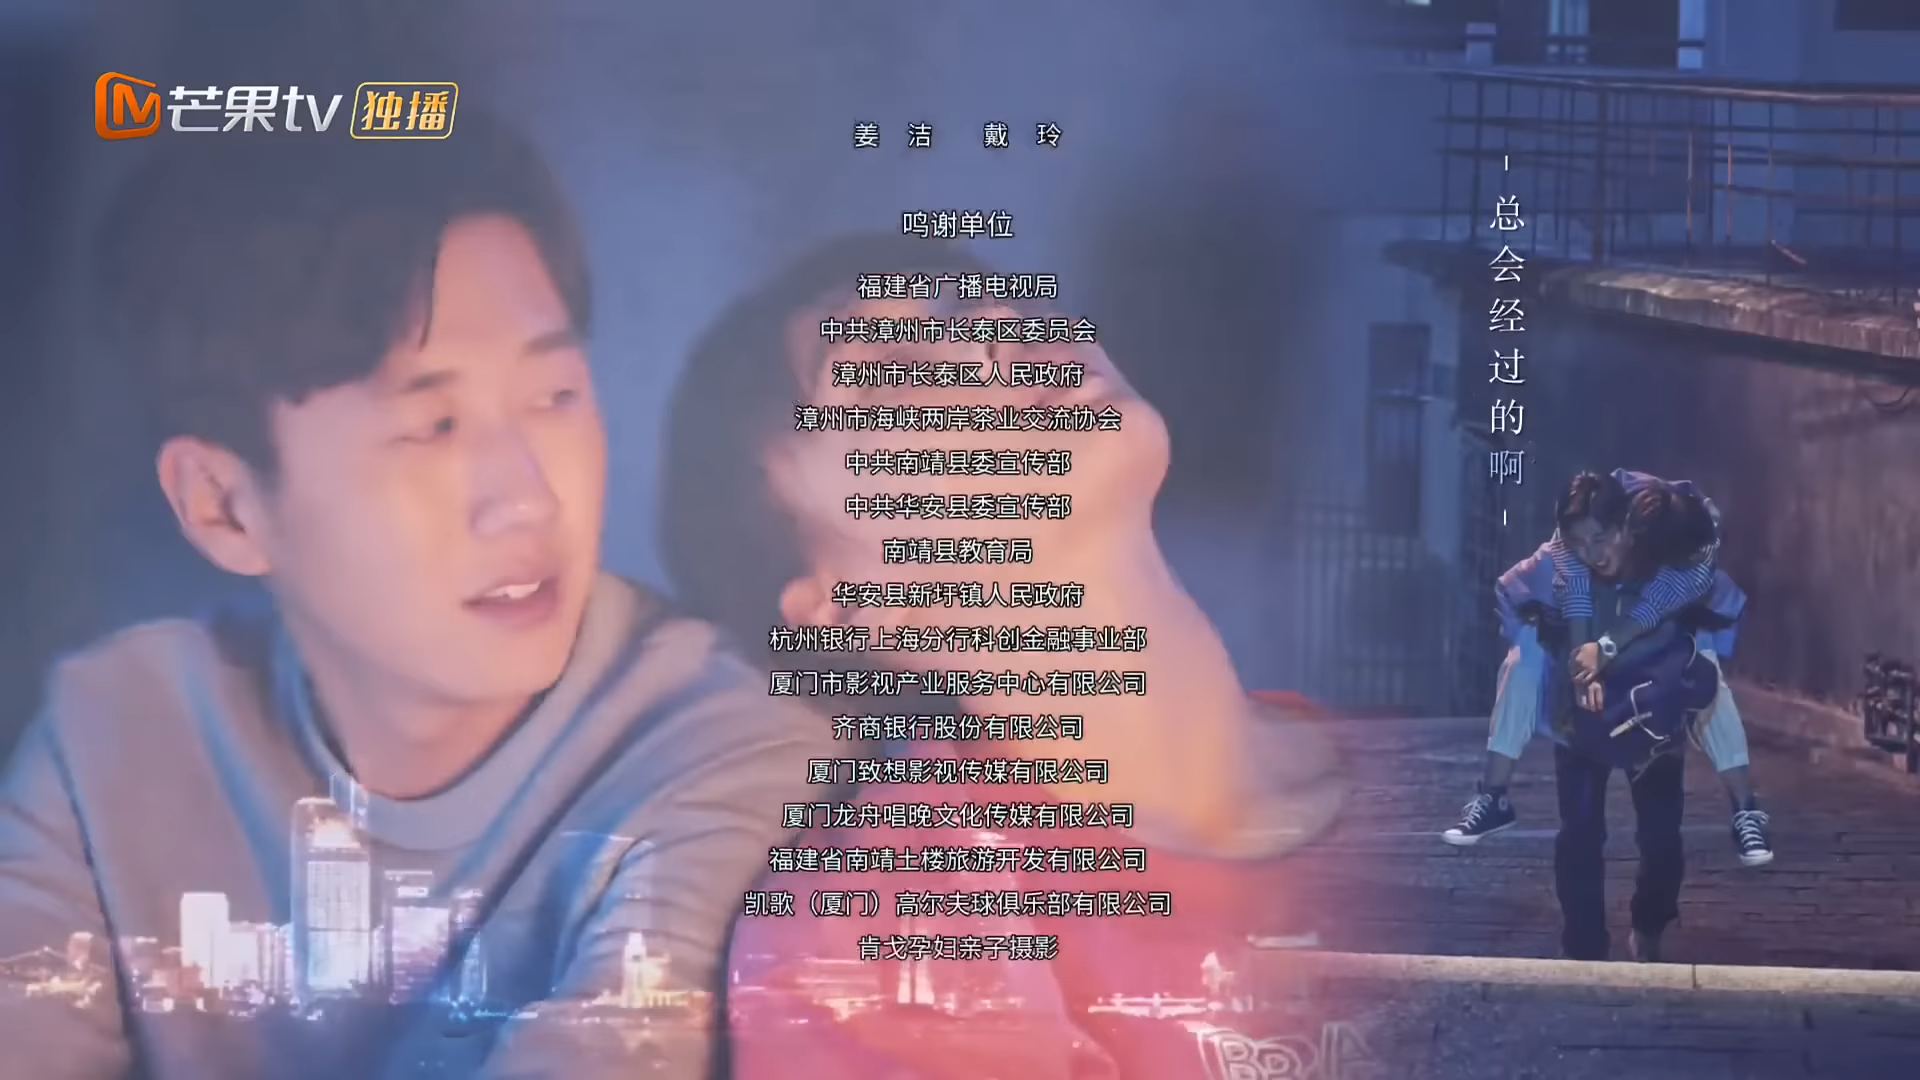 芒果tv 独播
姜 洁 戴 玲
鸣谢单位
福建省广播电视局
中共漳州市长泰区委员会
漳州市长泰区人民政府
漳州市海峡两岸茶业交流协会
中共南靖县委宣传部
中共华安县委宣传部
南靖县教育局
华安县新圩镇人民政府
杭州银行上海分行科创金融事业部
厦门市影视产业服务中心有限公司
齐商银行股份有限公司
厦门致想影视传媒有限公司
厦门龙舟唱晚文化传媒有限公司
福建省南靖土楼旅游开发有限公司
凯歌（厦门）高尔夫球俱乐部有限公司
肯戈孕妇亲子摄影
总会经过的啊